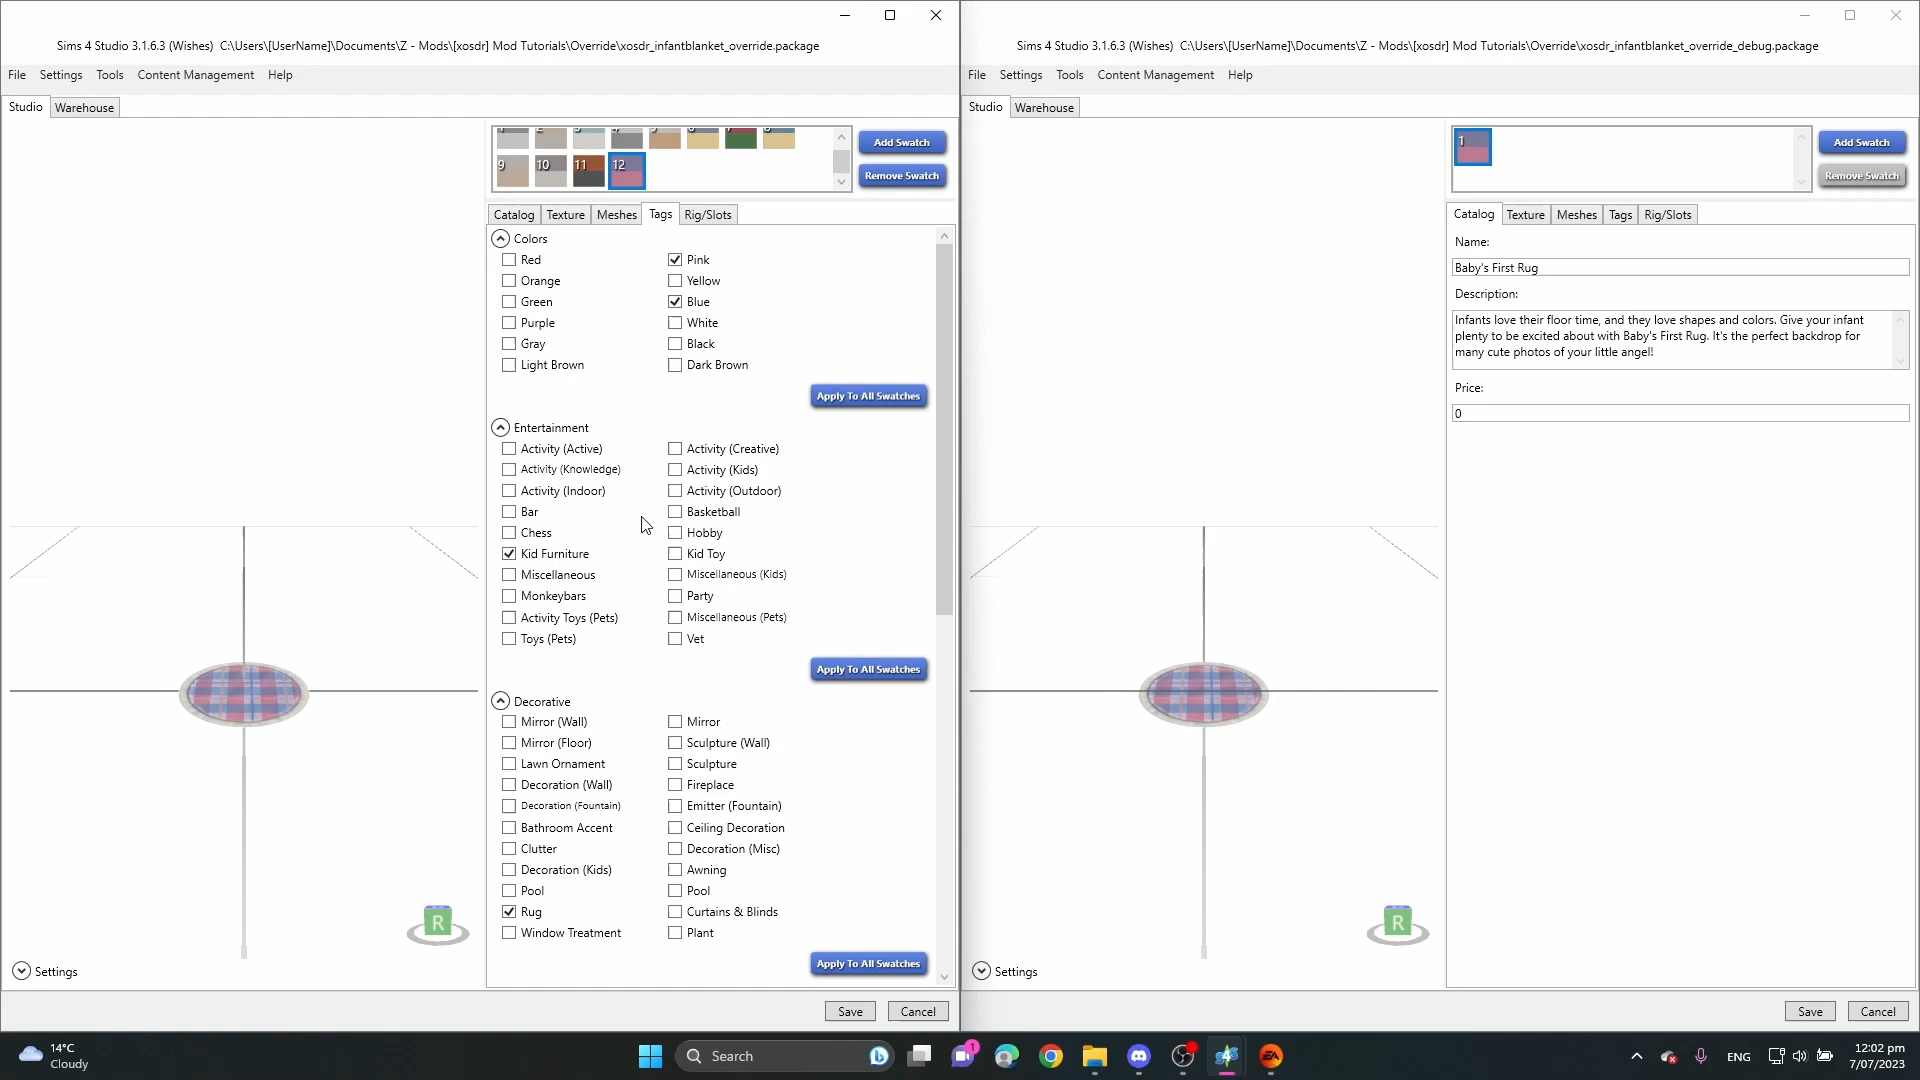 Sims 4 Studio 3.1.6.3 (Wishes)  C:\Users\[UserName]\Documents\Z - Mods\[xosdr] Mod Tutorials\Override\xosdr_infantblanket_override.package
File Settings Tools Content Management Help
Studio Warehouse
1 2 3 4 5 6 7 8
9 10 11 12
Add Swatch
Remove Swatch
Catalog Texture Meshes Tags Rig/Slots
Colors
Red Pink
Orange Yellow
Green Blue
Purple White
Gray Black
Light Brown Dark Brown
Apply To All Swatches
Entertainment
Activity (Active) Activity (Creative)
Activity (Knowledge) Activity (Kids)
Activity (Indoor) Activity (Outdoor)
Bar Basketball
Chess Hobby
Kid Furniture Kid Toy
Miscellaneous Miscellaneous (Kids)
Monkeybars Party
Activity Toys (Pets) Miscellaneous (Pets)
Toys (Pets) Vet
Apply To All Swatches
Decorative
Mirror (Wall) Mirror
Mirror (Floor) Sculpture (Wall)
Lawn Ornament Sculpture
Decoration (Wall) Fireplace
Decoration (Fountain) Emitter (Fountain)
Bathroom Accent Ceiling Decoration
Clutter Decoration (Misc)
Decoration (Kids) Awning
Pool Pool
Rug Curtains & Blinds
Window Treatment Plant
Apply To All Swatches
R
Settings
Save Cancel
Sims 4 Studio 3.1.6.3 (Wishes)  C:\Users\[UserName]\Documents\Z - Mods\[xosdr] Mod Tutorials\Override\xosdr_infantblanket_override_debug.package
File Settings Tools Content Management Help
Studio Warehouse
1
Add Swatch
Remove Swatch
Catalog Texture Meshes Tags Rig/Slots
Name:
Baby's First Rug
Description:
Infants love their floor time, and they love shapes and colors. Give your infant
plenty to be excited about with Baby's First Rug. It's the perfect backdrop for
many cute photos of your little angel!
Price:
0
R
Settings
Save Cancel
14°C
Cloudy
Search
1
4
EA
ENG
12:02 pm
7/07/2023